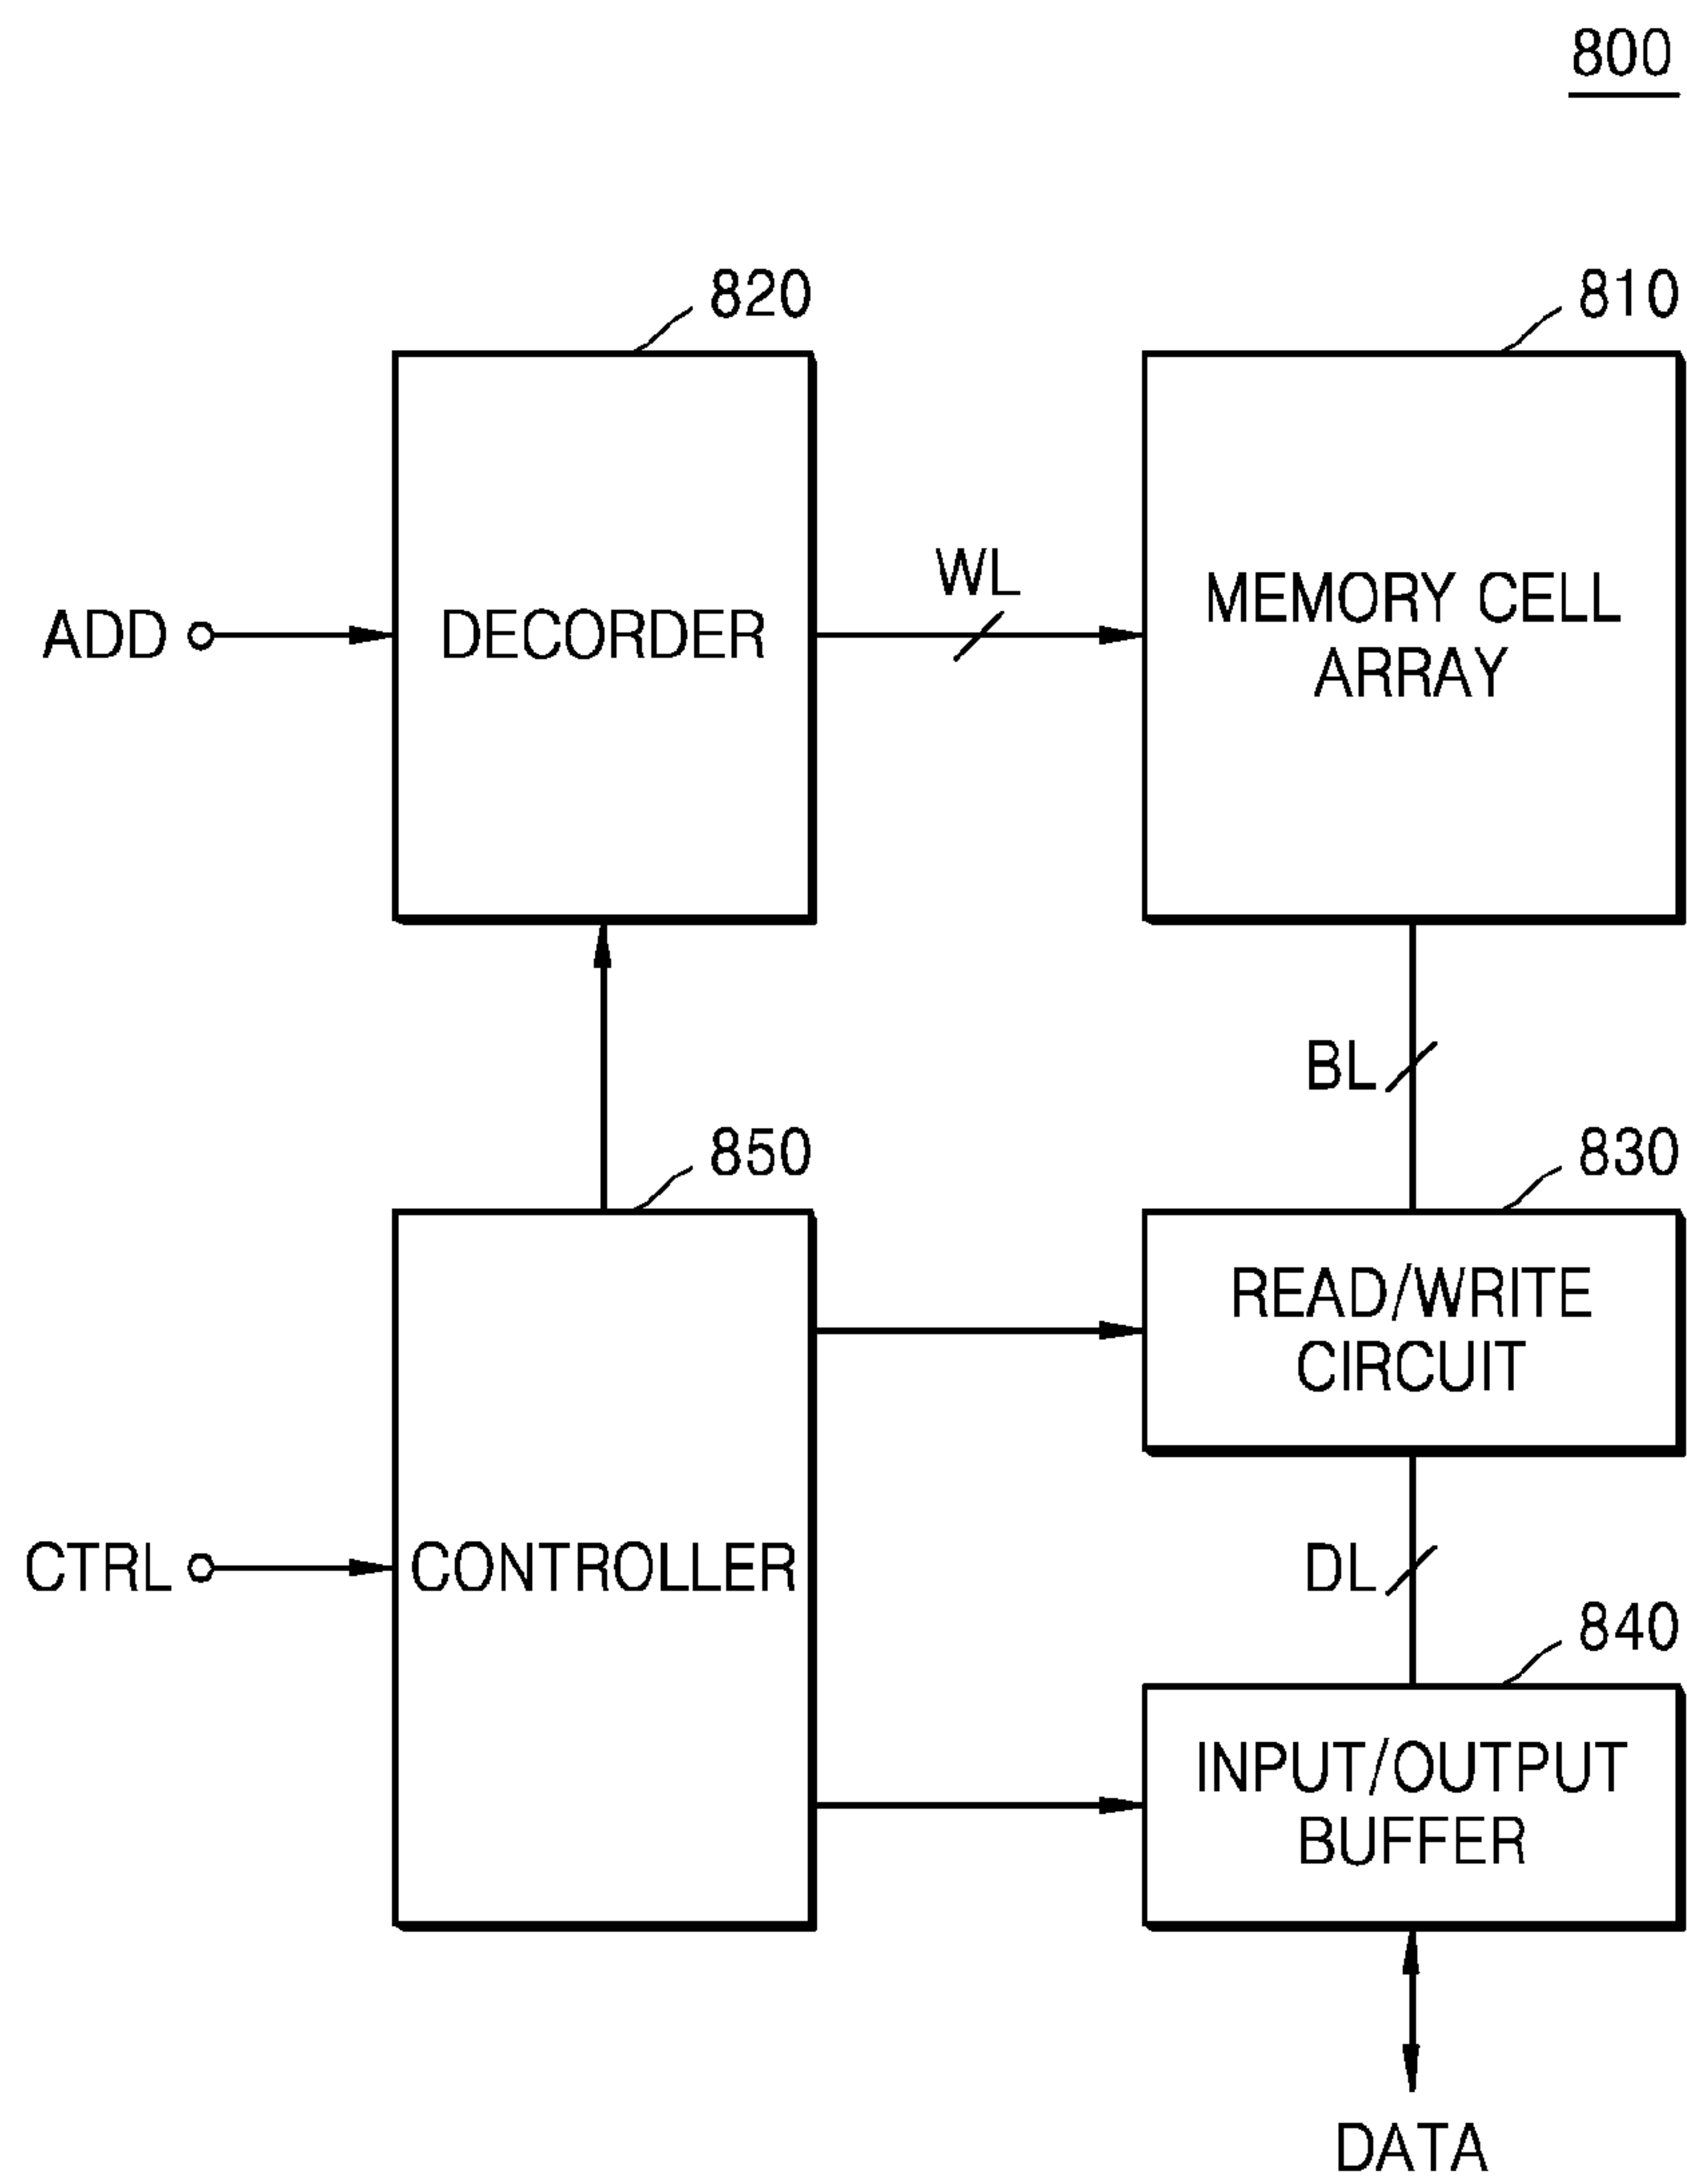 800
820
810
ADD
DECORDER
WL
MEMORY CELL
ARRAY
BL
850
830
READ/WRITE
CIRCUIT
CTRL
CONTROLLER
DL
840
INPUT/OUTPUT
BUFFER
DATA